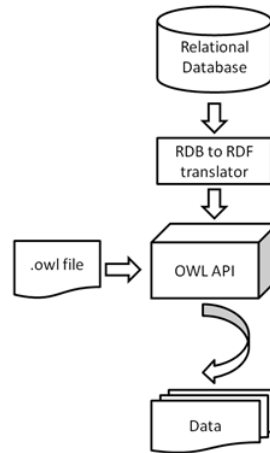 Relational
Database
RDB to RDF
translator
.owl file
OWL API
Data